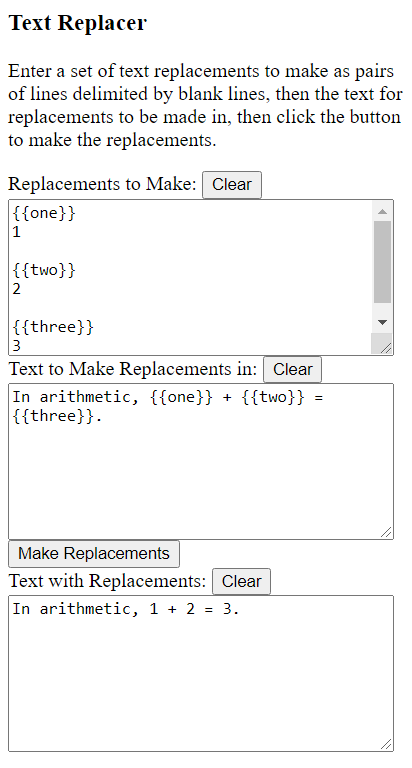 Text Replacer
Enter a set of text replacements to make as pairs
of lines delimited by blank lines, then the text for
replacements to be made in, then click the button
to make the replacements.
Replacements to Make: Clear
{{one}}
1
{{two}}
2
{{three}}
3
Text to Make Replacements in: Clear
In arithmetic, {{one}} + {{two}} =
{{three}}.
Make Replacements
Text with Replacements: Clear
In arithmetic, 1 + 2 = 3.